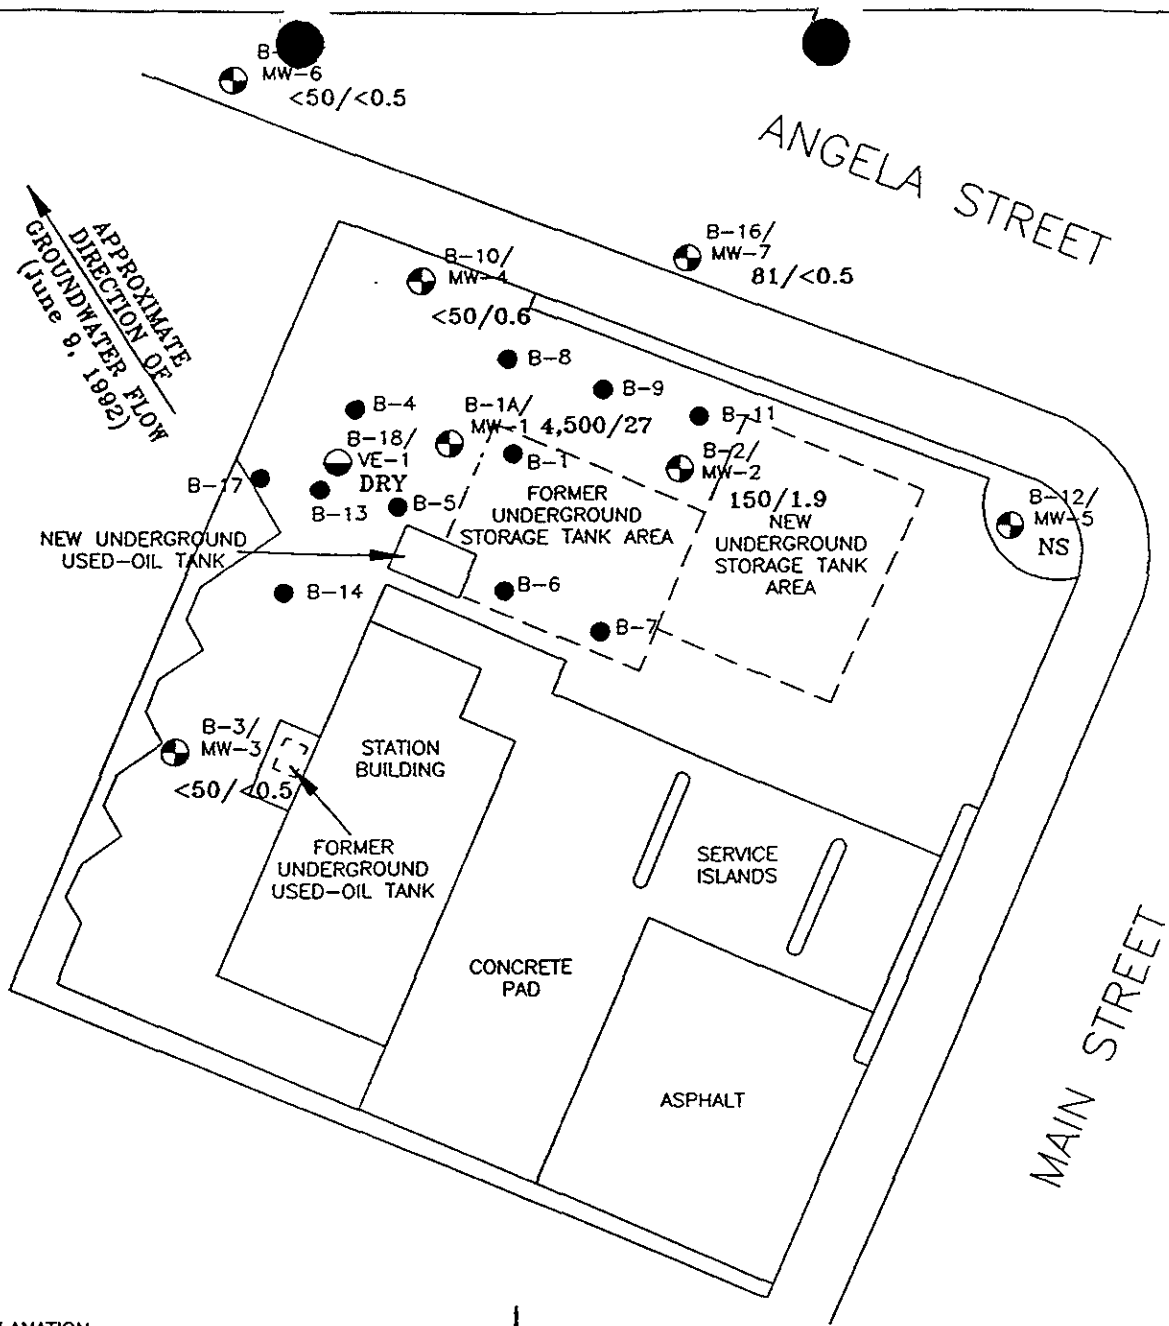 B-
MW-6
<50/<0.5
ANGELA STREET
APPROXIMATE
DIRECTION OF
GROUNDWATER FLOW
(June 9, 1992)
B-16/
MW-7
81/<0.5
B-10/
MW-4
<50/0.6
B-8
B-9
B-11
B-4
B-1A/
MW-1
4,500/27
B-1
B-2/
MW-2
150/1.9
B-18/
VE-1
DRY
B-17
B-13
B-5
B-12/
MW-5
NS
FORMER
UNDERGROUND
STORAGE TANK AREA
NEW
UNDERGROUND
STORAGE TANK
AREA
NEW UNDERGROUND
USED-OIL TANK
B-14
B-6
B-7
B-3/
MW-3
<50/<0.5
STATION
BUILDING
FORMER
UNDERGROUND
USED-OIL TANK
SERVICE
ISLANDS
CONCRETE
PAD
ASPHALT
MAIN STREET